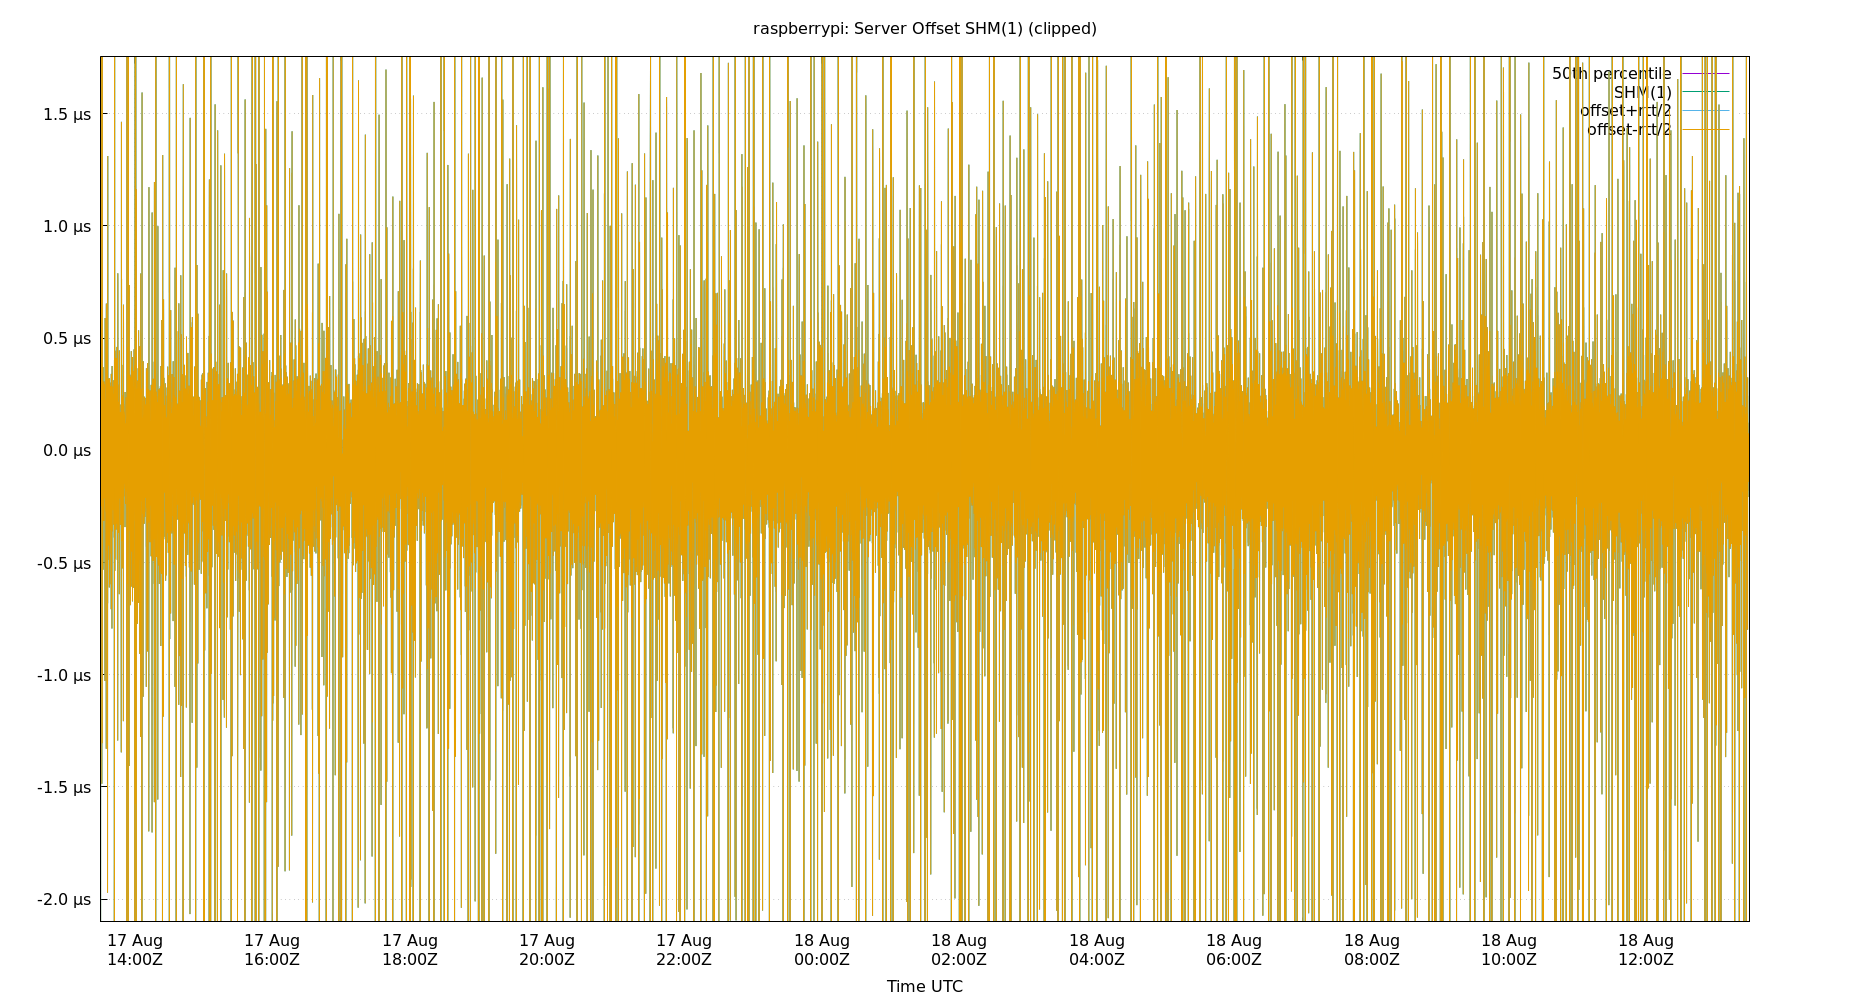 raspberrypi: Server Offset SHM(1) (clipped)
50th percentile
SHM(1)
offset+rtt/2
offset-rtt/2
1.5 µs
1.0 µs
0.5 µs
0.0 µs
-0.5 µs
-1.0 µs
-1.5 µs
-2.0 µs
17 Aug 17 Aug 17 Aug 17 Aug 17 Aug 18 Aug 18 Aug 18 Aug 18 Aug 18 Aug 18 Aug 18 Aug
14:00Z 16:00Z 18:00Z 20:00Z 22:00Z 00:00Z 02:00Z 04:00Z 06:00Z 08:00Z 10:00Z 12:00Z
Time UTC